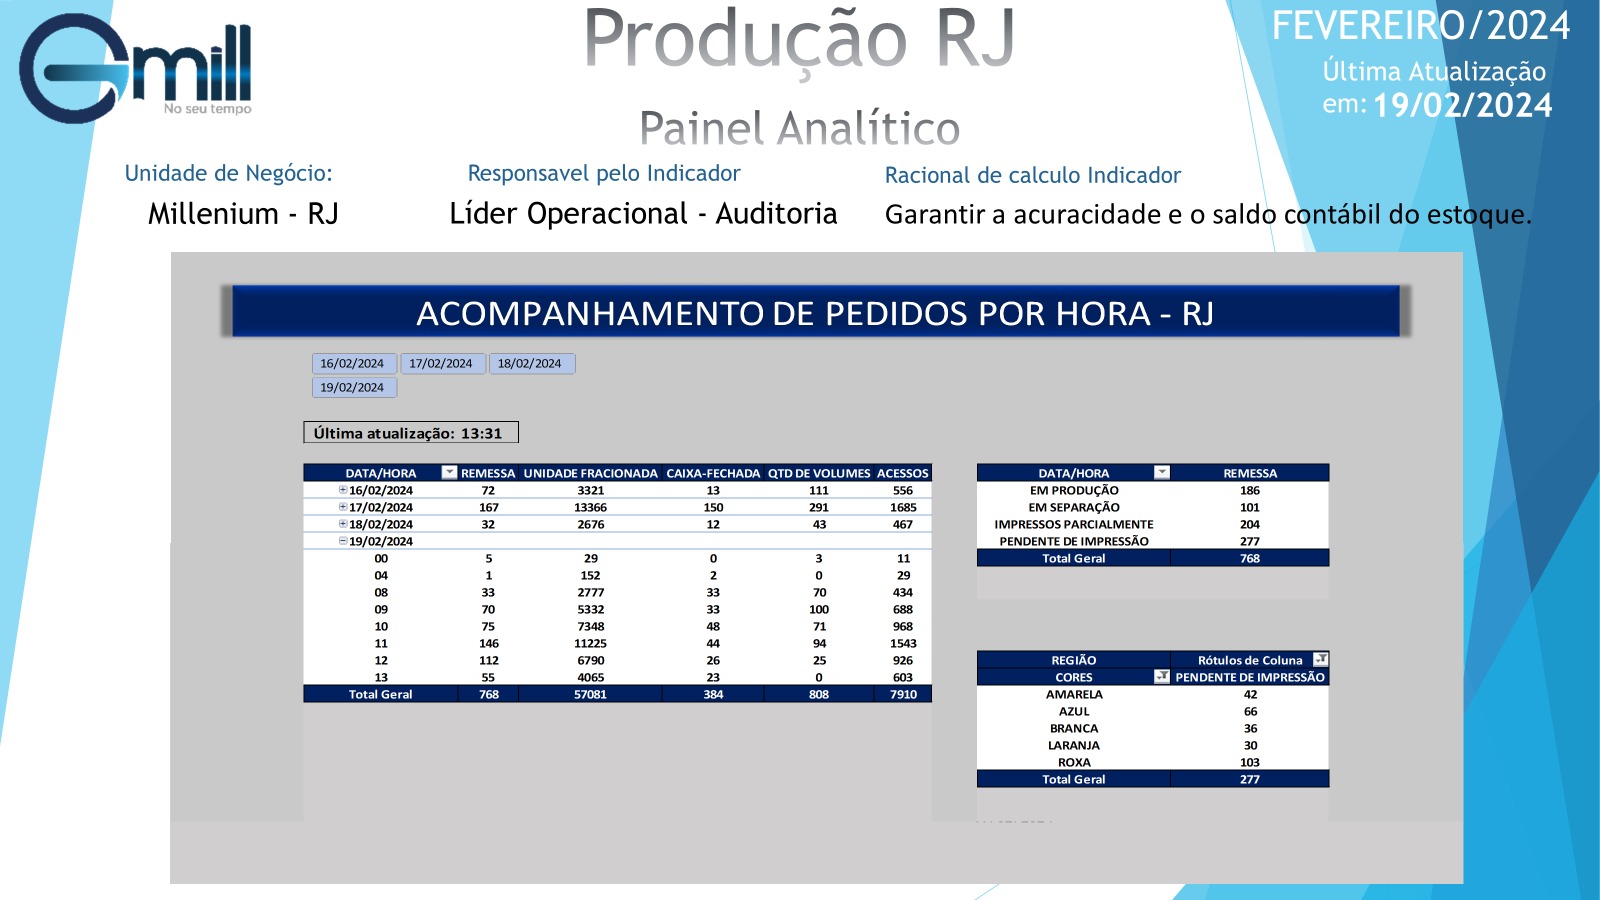 Gmill
No seu tempo
Produção RJ
Painel Analítico
FEVEREIRO/2024
Última Atualização
em: 19/02/2024
Unidade de Negócio:
Millenium - RJ
Responsavel pelo Indicador
Líder Operacional - Auditoria
Racional de calculo Indicador
Garantir a acuracidade e o saldo contábil do estoque.
ACOMPANHAMENTO DE PEDIDOS POR HORA - RJ
16/02/2024 17/02/2024 18/02/2024
19/02/2024
Última atualização: 13:31
DATA/HORA REMESSA UNIDADE FRACIONADA CAIXA-FECHADA QTD DE VOLUMES ACESSOS
16/02/2024 72 3321 13 111 556
17/02/2024 167 13366 150 291 1685
18/02/2024 32 2676 12 43 467
19/02/2024
00 5 29 0 3 11
04 1 152 2 0 29
08 33 2777 33 70 434
09 70 5332 33 100 688
10 75 7348 48 71 968
11 146 11225 44 94 1543
12 112 6790 26 25 926
13 55 4065 23 0 603
Total Geral 768 57081 384 808 7910
DATA/HORA REMESSA
EM PRODUÇÃO 186
EM SEPARAÇÃO 101
IMPRESSOS PARCIALMENTE 204
PENDENTE DE IMPRESSÃO 277
Total Geral 768
REGIÃO Rótulos de Coluna
CORES PENDENTE DE IMPRESSÃO
AMARELA 42
AZUL 66
BRANCA 36
LARANJA 30
ROXA 103
Total Geral 277